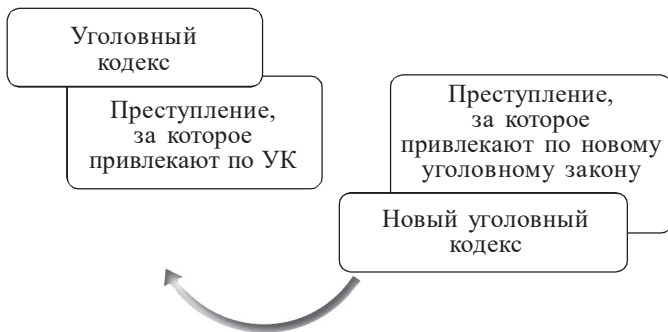 Уголовный
кодекс
Преступление,
за которое
привлекают по УК
Преступление,
за которое
привлекают по новому
уголовному закону
Новый уголовный
кодекс